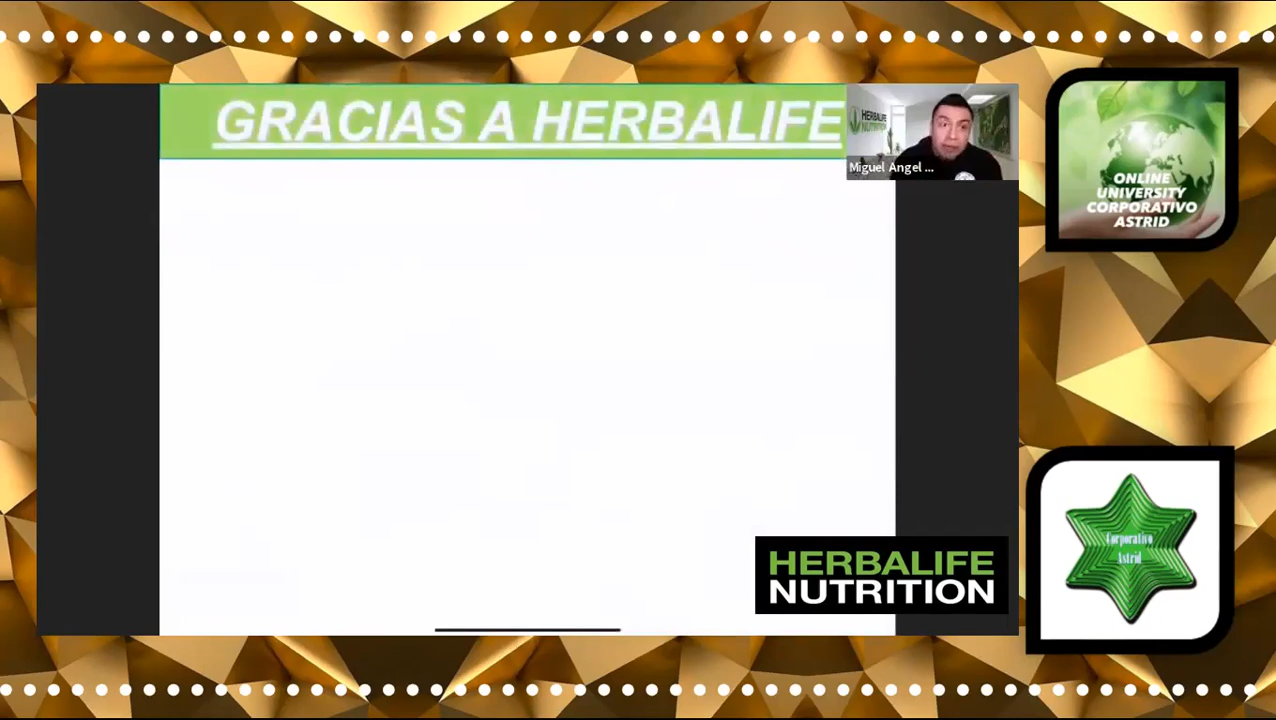 GRACIAS A HERBALIFE
HERBALIFE
NUTRITION
Miguel Angel ...
ONLINE
UNIVERSITY
CORPORATIVO
ASTRID
Corporativo
Astrid
HERBALIFE
NUTRITION